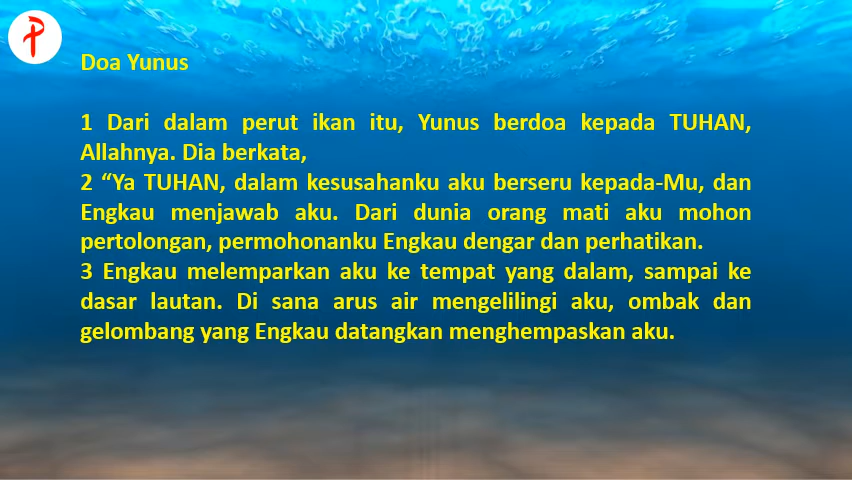 Doa Yunus
1 Dari dalam perut ikan itu, Yunus berdoa kepada TUHAN,
Allahnya. Dia berkata,
2 “Ya TUHAN, dalam kesusahanku aku berseru kepada-Mu, dan
Engkau menjawab aku. Dari dunia orang mati aku mohon
pertolongan, permohonanku Engkau dengar dan perhatikan.
3 Engkau melemparkan aku ke tempat yang dalam, sampai ke
dasar lautan. Di sana arus air mengelilingi aku, ombak dan
gelombang yang Engkau datangkan menghempaskan aku.